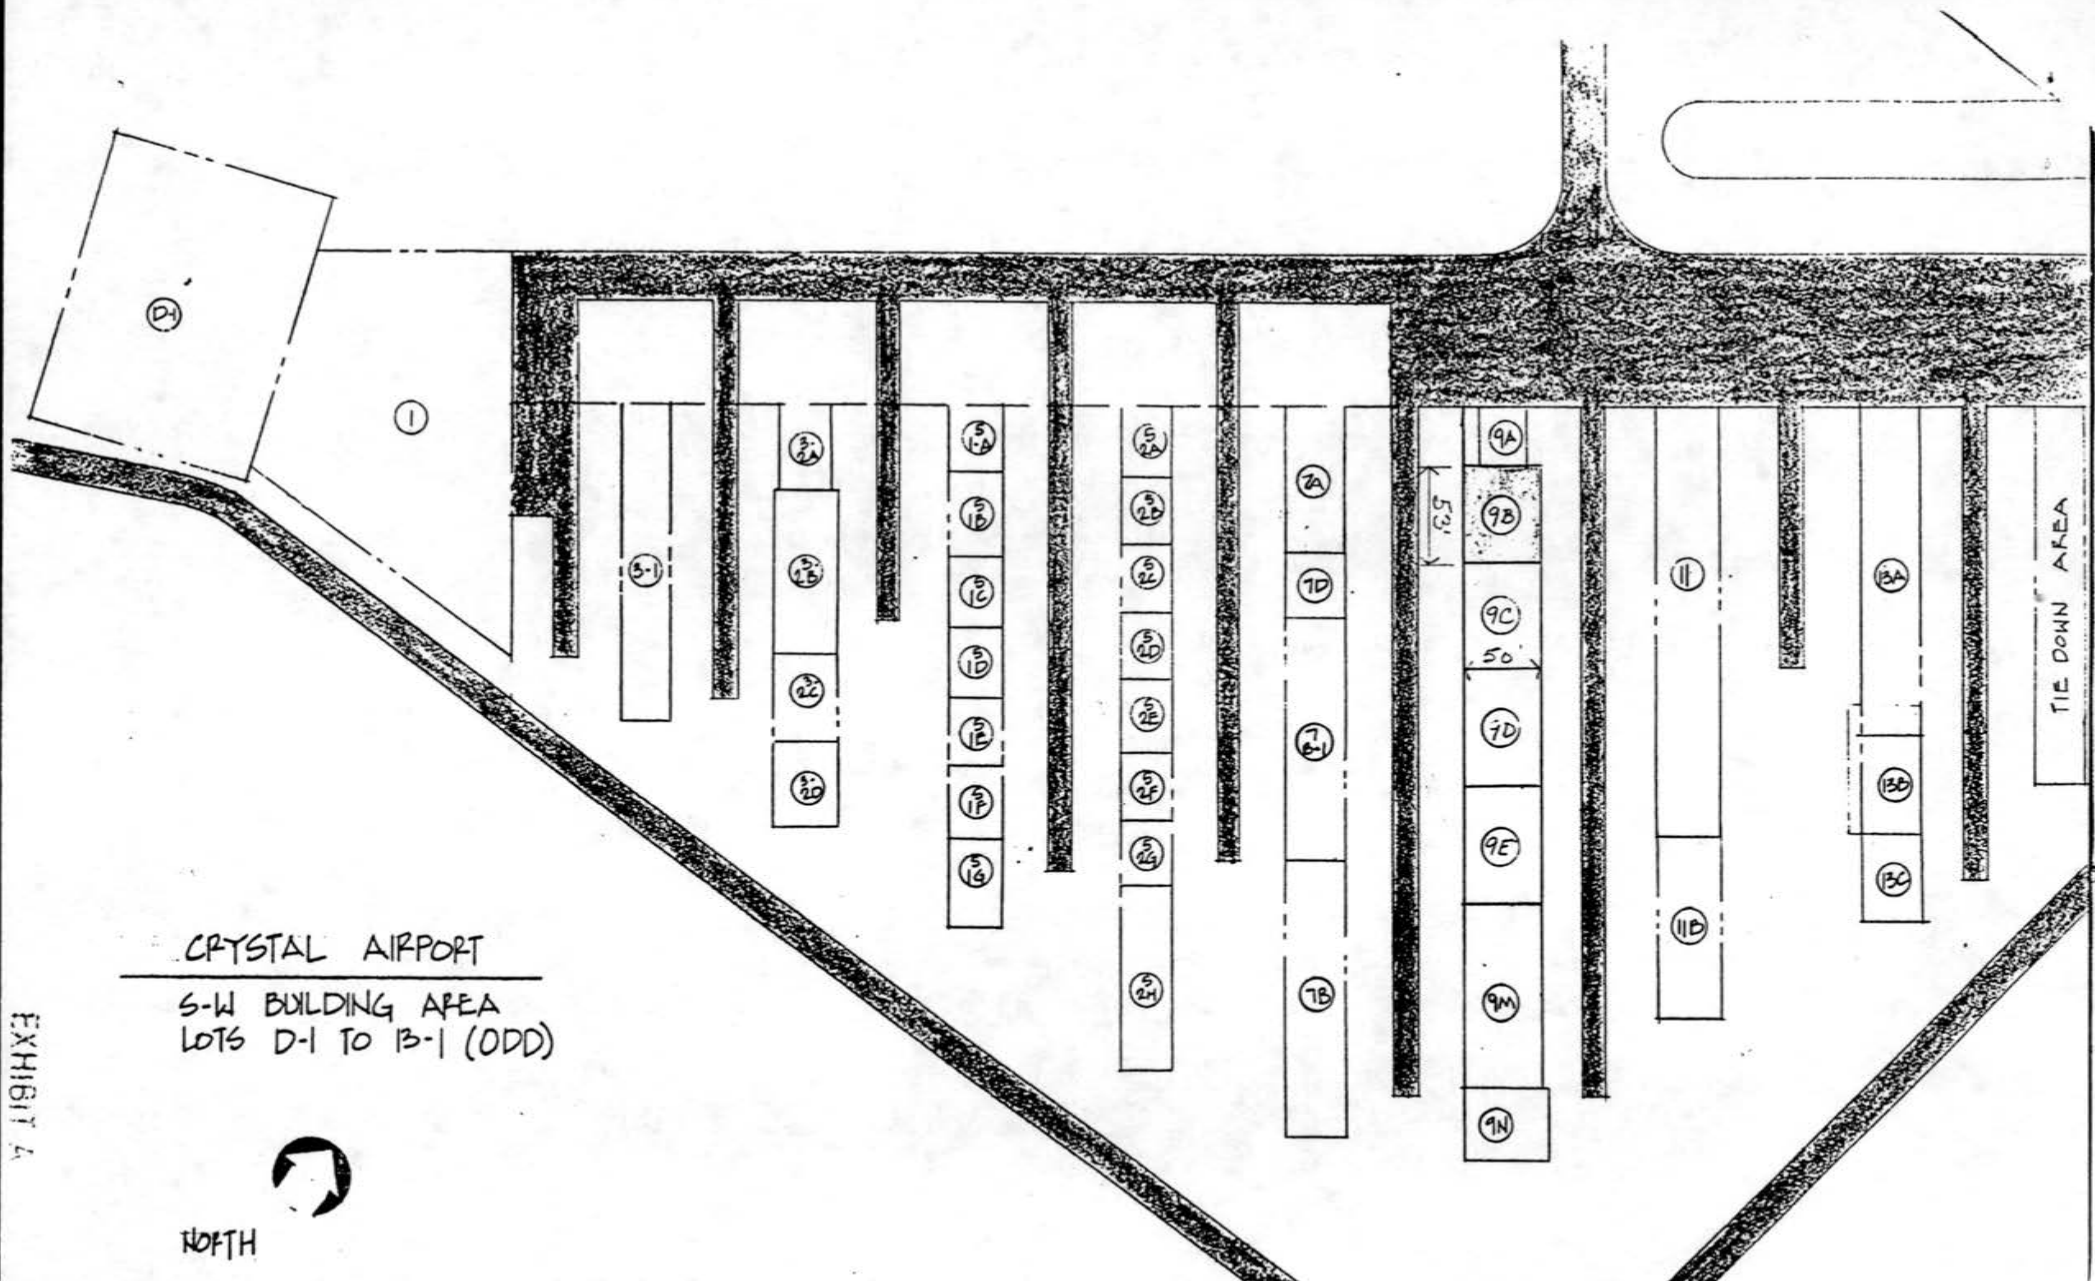 D-1
1
3-1
3-2A
3-2B
3-2C
3-2D
5 1-A
5 1B
5 1C
5 1D
5 1E
5 1F
5 1G
5 2A
5 2B
5 2C
5 2D
5 2E
5 2F
5 2G
5 2H
7A
7D
7 B-1
7B
9A
9B
53'
9C
50
9D
9E
9M
9N
11
11B
13A
13B
13C
TIE DOWN AREA
CRYSTAL AIRPORT
S-W BUILDING AREA
LOTS D-1 TO 13-1 (ODD)
NORTH
EXHIBIT A